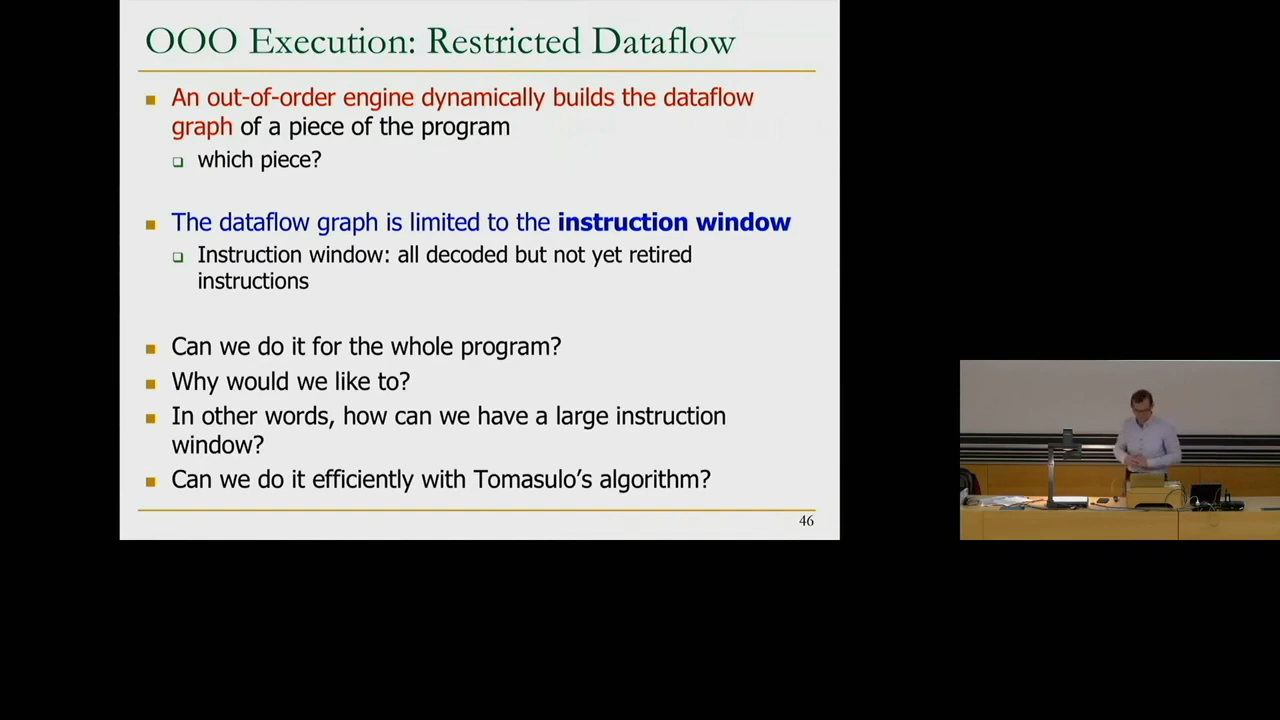 OOO Execution: Restricted Dataflow
An out-of-order engine dynamically builds the dataflow
graph of a piece of the program
which piece?
The dataflow graph is limited to the instruction window
Instruction window: all decoded but not yet retired
instructions
Can we do it for the whole program?
Why would we like to?
In other words, how can we have a large instruction
window?
Can we do it efficiently with Tomasulo's algorithm?
46